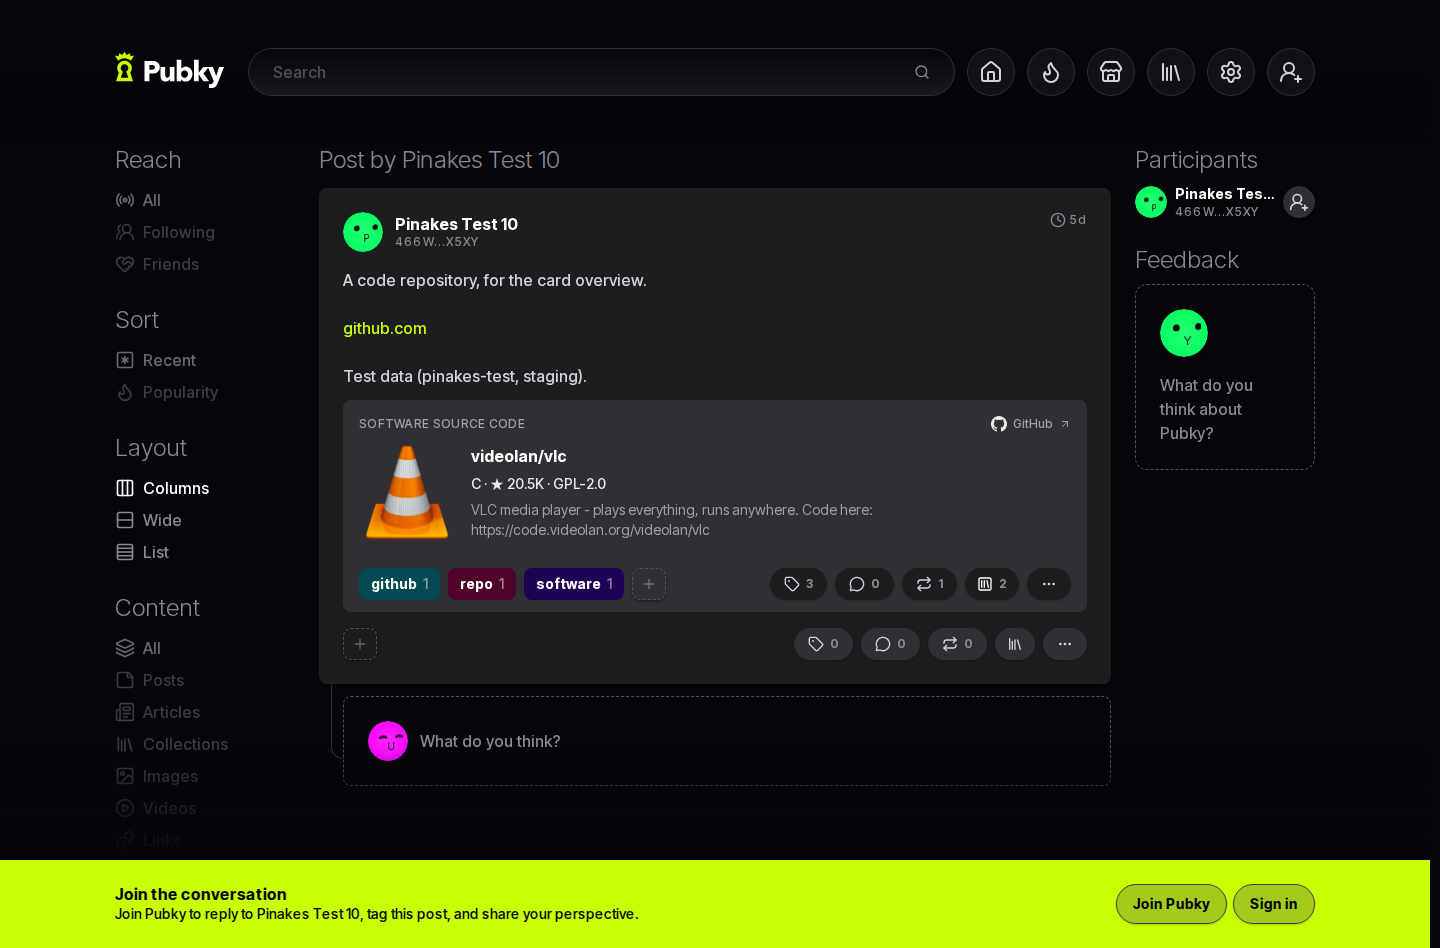 Pubky
Search
Reach
All
Following
Friends
Sort
Recent
Popularity
Layout
Columns
Wide
List
Content
All
Posts
Articles
Collections
Images
Videos
Links
Post by Pinakes Test 10
Pinakes Test 10
466W...X5XY
5d
A code repository, for the card overview.
github.com
Test data (pinakes-test, staging).
SOFTWARE SOURCE CODE
GitHub
videolan/vlc
C · ★ 20.5K · GPL-2.0
VLC media player - plays everything, runs anywhere. Code here:
https://code.videolan.org/videolan/vlc
github 1
repo 1
software 1
3
0
1
2
0
0
0
What do you think?
Participants
Pinakes Tes...
466W...X5XY
Feedback
What do you
think about
Pubky?
Join the conversation
Join Pubky to reply to Pinakes Test 10, tag this post, and share your perspective.
Join Pubky
Sign in